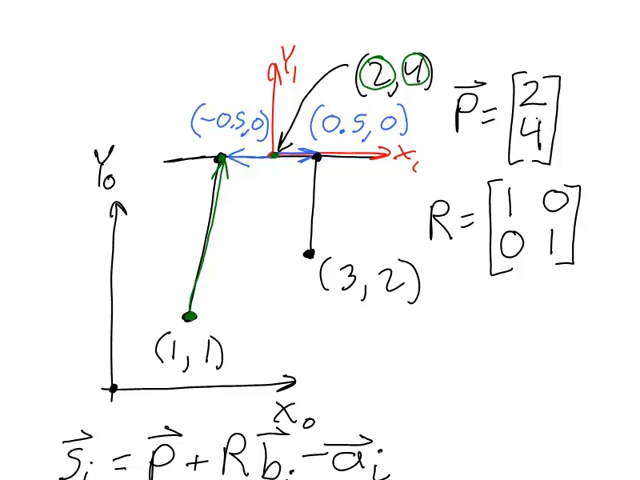 Y₁
(2, 4)
(-0.5,0)
(0.5, 0)
X₁
P⃗ = [2 4]
Y₀
R = [1 0
0 1]
(3, 2)
(1, 1)
X₀
s⃗ᵢ = P⃗ + R b⃗ᵢ - a⃗ᵢ